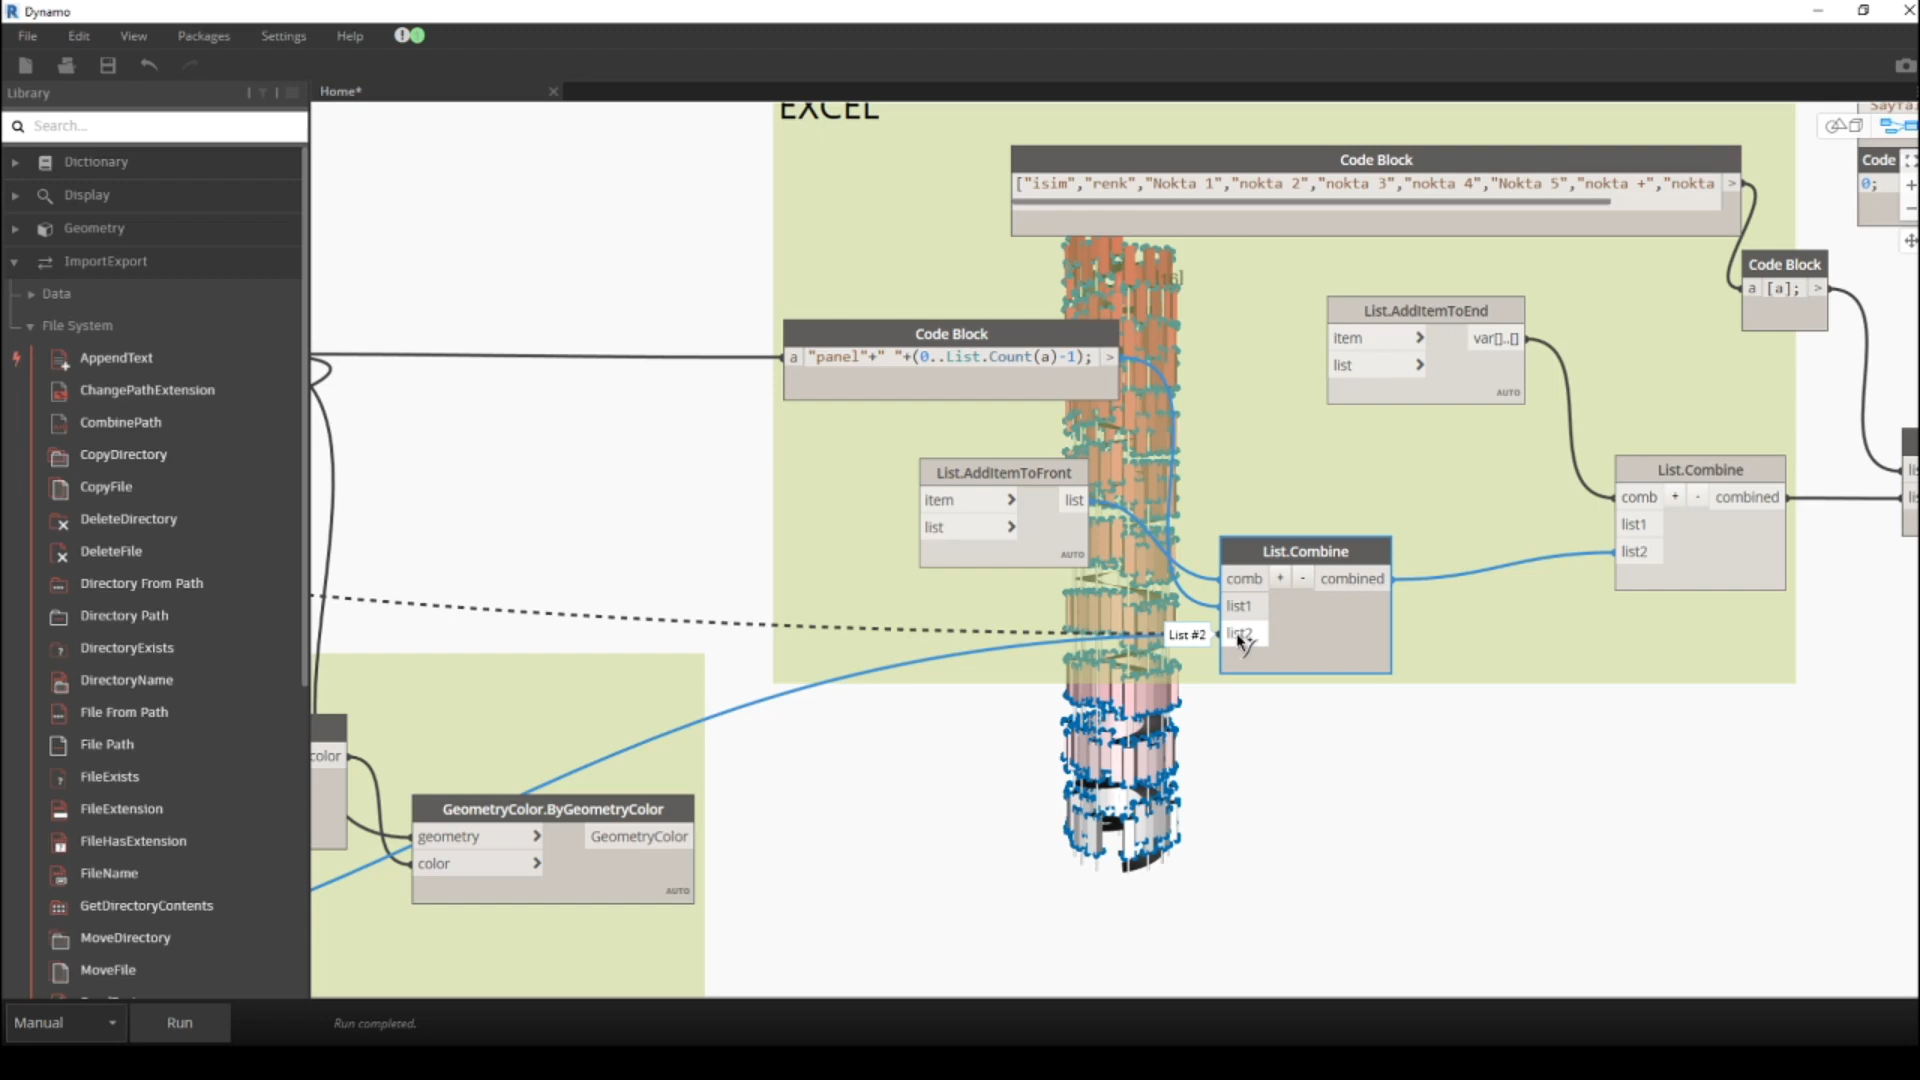 Dynamo
File Edit View Packages Settings Help
Library
Home*
Search...
Dictionary
Display
Geometry
ImportExport
Data
File System
AppendText
ChangePathExtension
CombinePath
CopyDirectory
CopyFile
DeleteDirectory
DeleteFile
Directory From Path
Directory Path
DirectoryExists
DirectoryName
File From Path
File Path
FileExists
FileExtension
FileHasExtension
FileName
GetDirectoryContents
MoveDirectory
MoveFile
Manual
Run
Run completed.
EXCEL
Code Block
["isim","renk","Nokta 1","nokta 2","nokta 3","nokta 4","Nokta 5","nokta +","nokta >
Code Block
a [a]; >
Sayfa
Code
0;
Code Block
a "panel"+" "+(0..List.Count(a)-1); >
[16]
List.AddItemToEnd
item > var[]..[]
list >
AUTO
List.AddItemToFront
item > list
list >
AUTO
List.Combine
comb + - combined
list1
list2
List #2
List.Combine
comb + - combined
list1
list2
color
GeometryColor.ByGeometryColor
geometry > GeometryColor
color >
AUTO